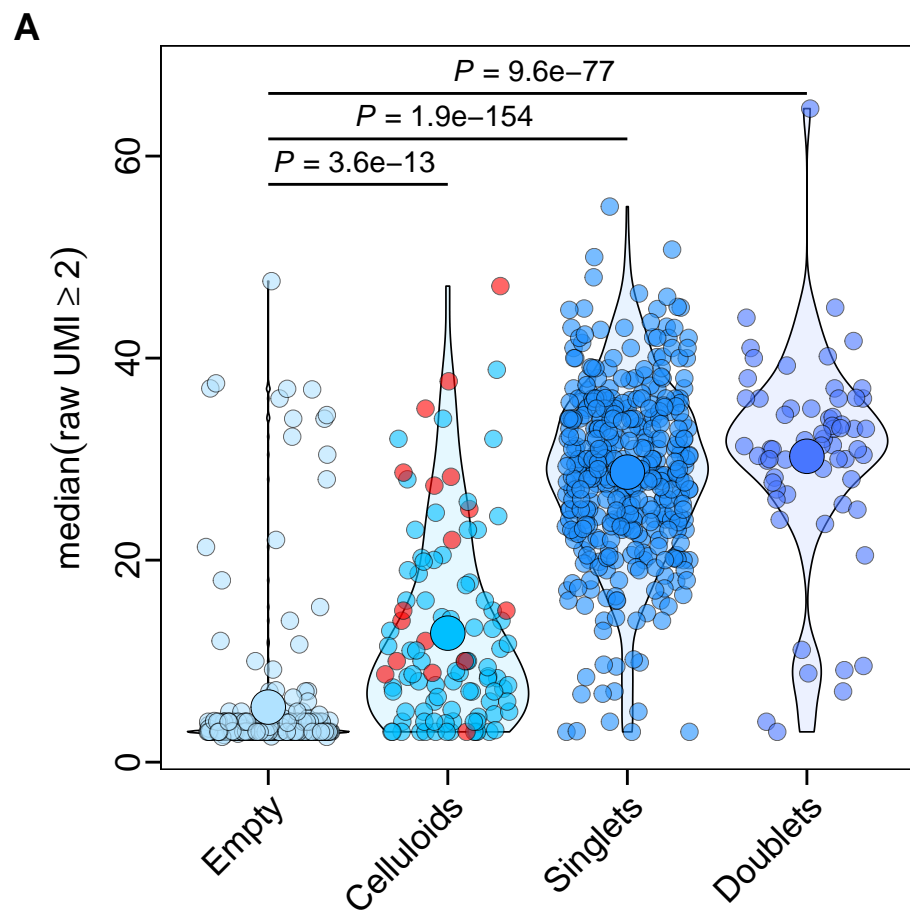 A
P = 9.6e−77
P = 1.9e−154
P = 3.6e−13
median(raw UMI ≥ 2)
60
40
20
0
Empty
Celluloids
Singlets
Doublets